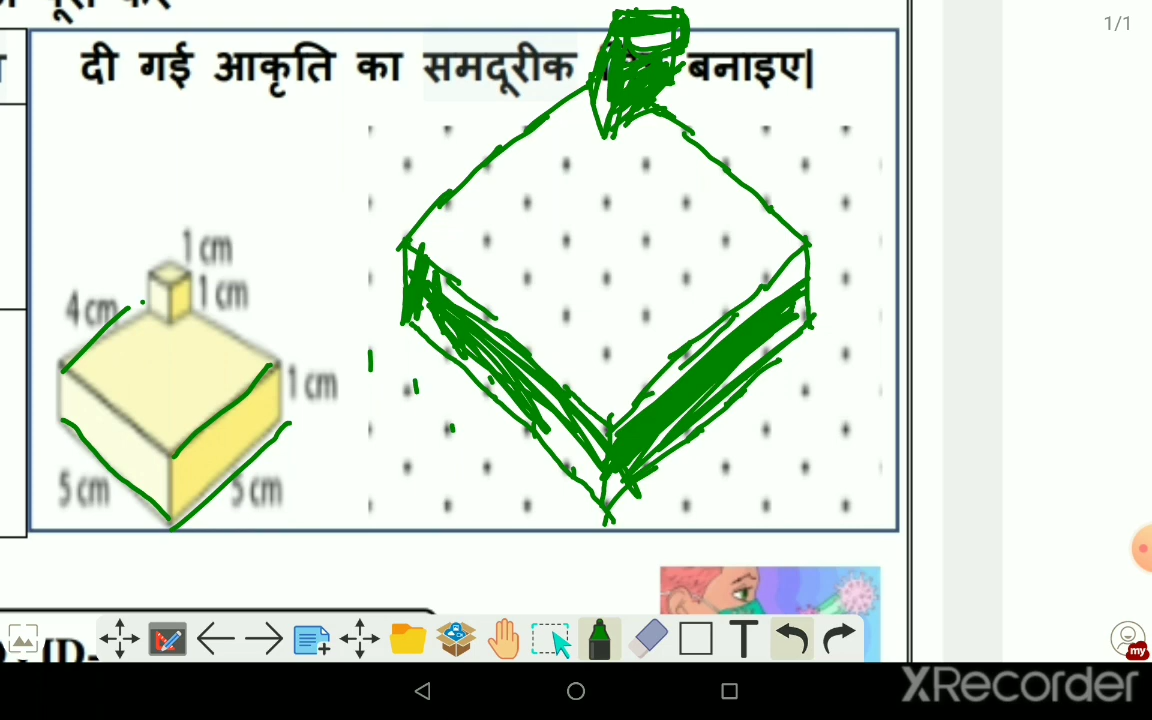 1/1
दी गई आकृति का समदूरीक बनाइए|
1 cm
4 cm
1 cm
1 cm
5 cm
5 cm
T
my
XRecorder